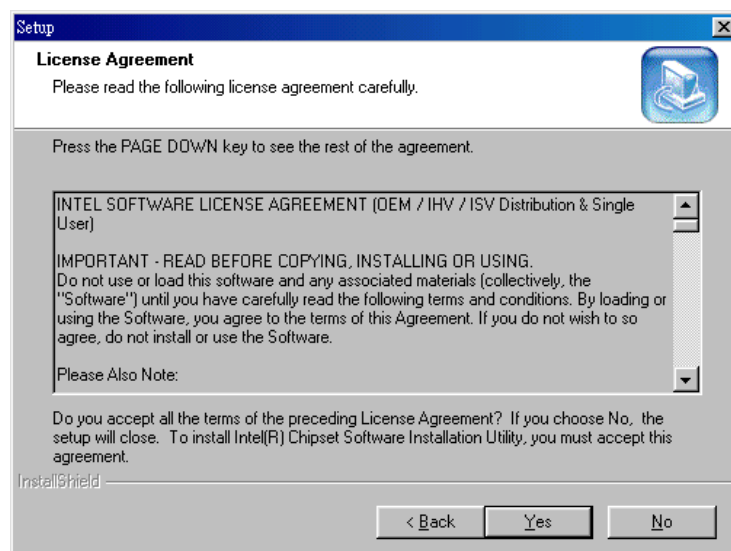 Setup
License Agreement
Please read the following license agreement carefully.
Press the PAGE DOWN key to see the rest of the agreement.
INTEL SOFTWARE LICENSE AGREEMENT (OEM / IHV / ISV Distribution & Single
User)
IMPORTANT - READ BEFORE COPYING, INSTALLING OR USING.
Do not use or load this software and any associated materials (collectively, the
"Software") until you have carefully read the following terms and conditions. By loading or
using the Software, you agree to the terms of this Agreement. If you do not wish to so
agree, do not install or use the Software.
Please Also Note:
Do you accept all the terms of the preceding License Agreement?  If you choose No,  the
setup will close.  To install Intel(R) Chipset Software Installation Utility, you must accept this
agreement.
InstallShield
< Back
Yes
No